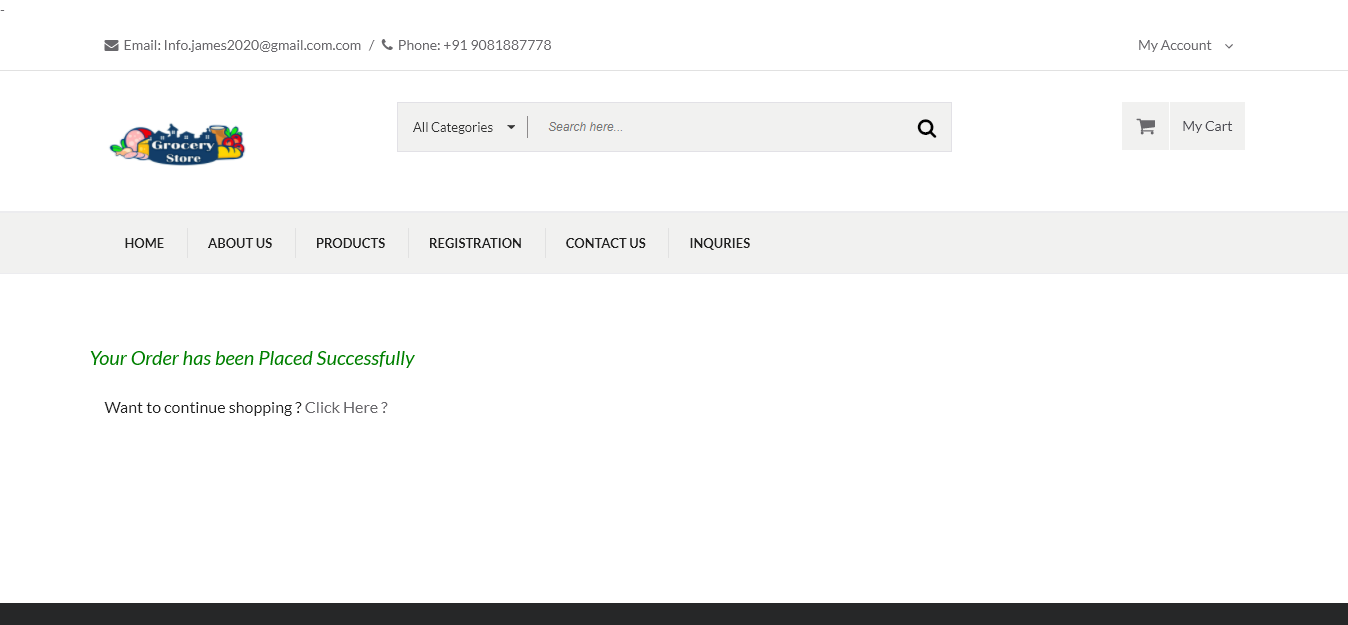 -
Email: Info.james2020@gmail.com.com / Phone: +91 9081887778 My Account
Grocery
Store
All Categories Search here... My Cart
HOME ABOUT US PRODUCTS REGISTRATION CONTACT US INQURIES
Your Order has been Placed Successfully
Want to continue shopping ? Click Here ?